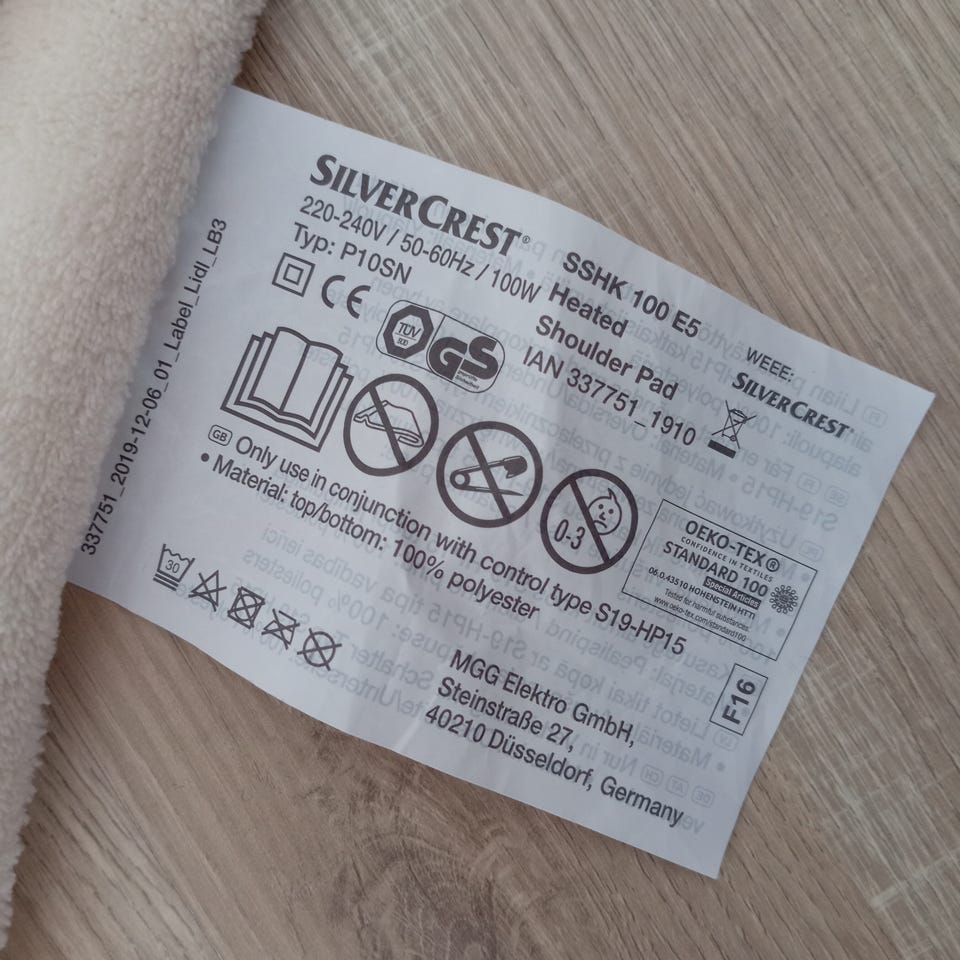 SILVERCREST®
220-240V / 50-60Hz / 100W
Typ: P10SN
CE
TÜV
SÜD
GS
SSHK 100 E5
Heated
Shoulder Pad
IAN 337751_1910
WEEE:
SILVERCREST®
0-3
GB Only use in conjunction with control type S19-HP15
• Material: top/bottom: 100% polyester
30
OEKO-TEX®
CONFIDENCE IN TEXTILES
STANDARD 100
Special Articles
06.0.43510 HOHENSTEIN HTTI
Tested for harmful substances.
www.oeko-tex.com/standard100
F16
MGG Elektro GmbH,
Steinstraße 27,
40210 Düsseldorf, Germany
337751_2019-12-06_01_Label_Lidl_LB3